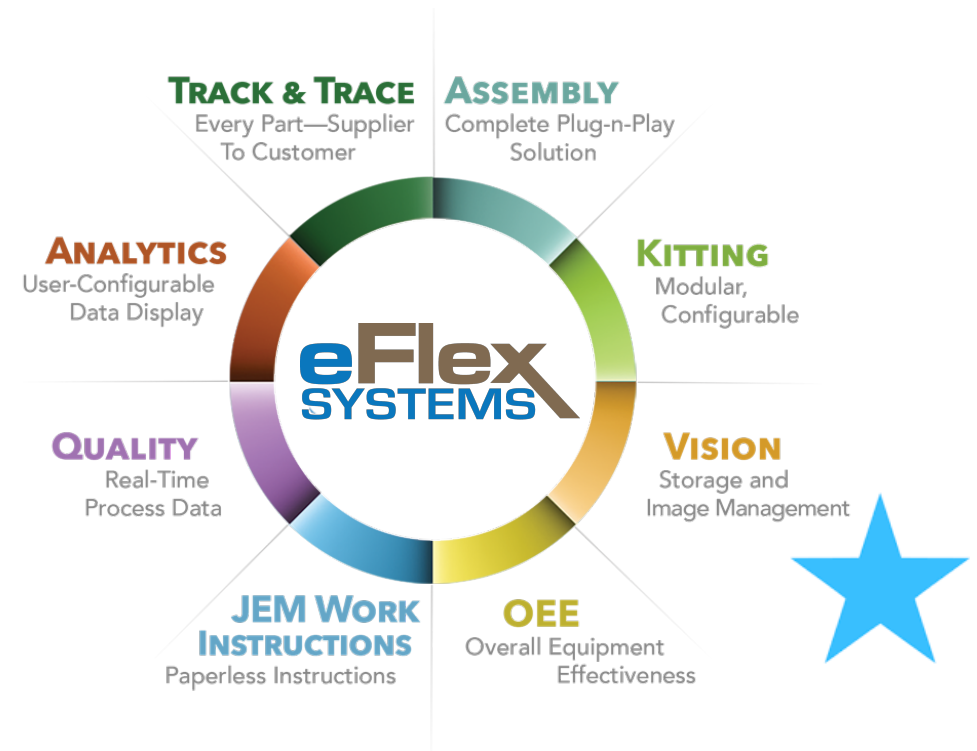 TRACK & TRACE
Every Part—Supplier
To Customer
ASSEMBLY
Complete Plug-n-Play
Solution
ANALYTICS
User-Configurable
Data Display
KITTING
Modular,
Configurable
eFlex
SYSTEMS
QUALITY
Real-Time
Process Data
VISION
Storage and
Image Management
JEM WORK
INSTRUCTIONS
Paperless Instructions
OEE
Overall Equipment
Effectiveness